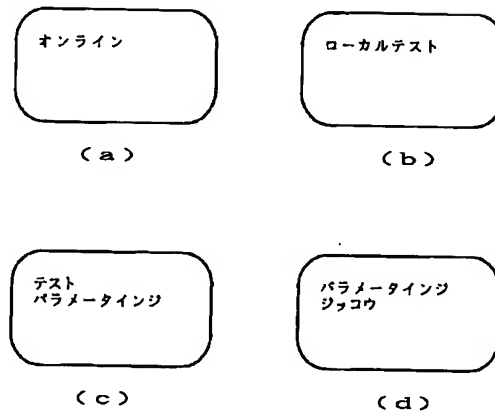 オンライン
ローカルテスト
(a)
(b)
テスト
パラメータインジ
パラメータインジ
ジッコウ
(c)
(d)